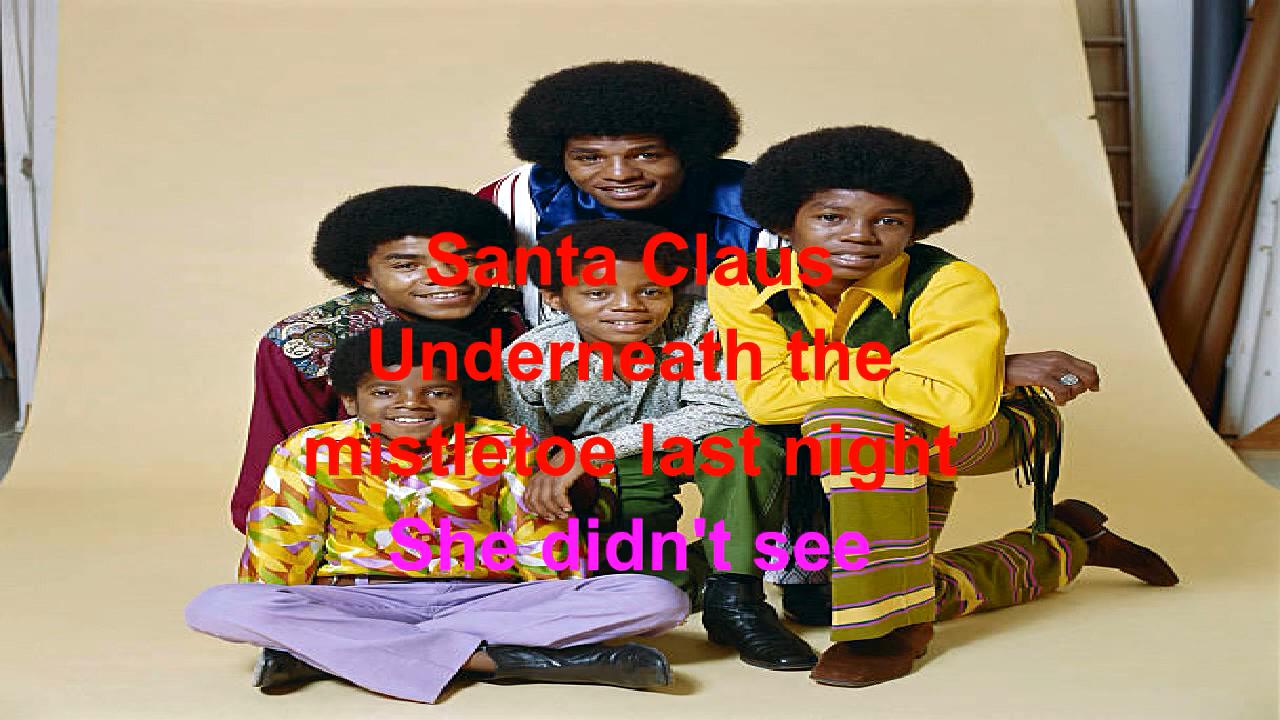 Santa Claus
Underneath the
mistletoe last night
She didn't see